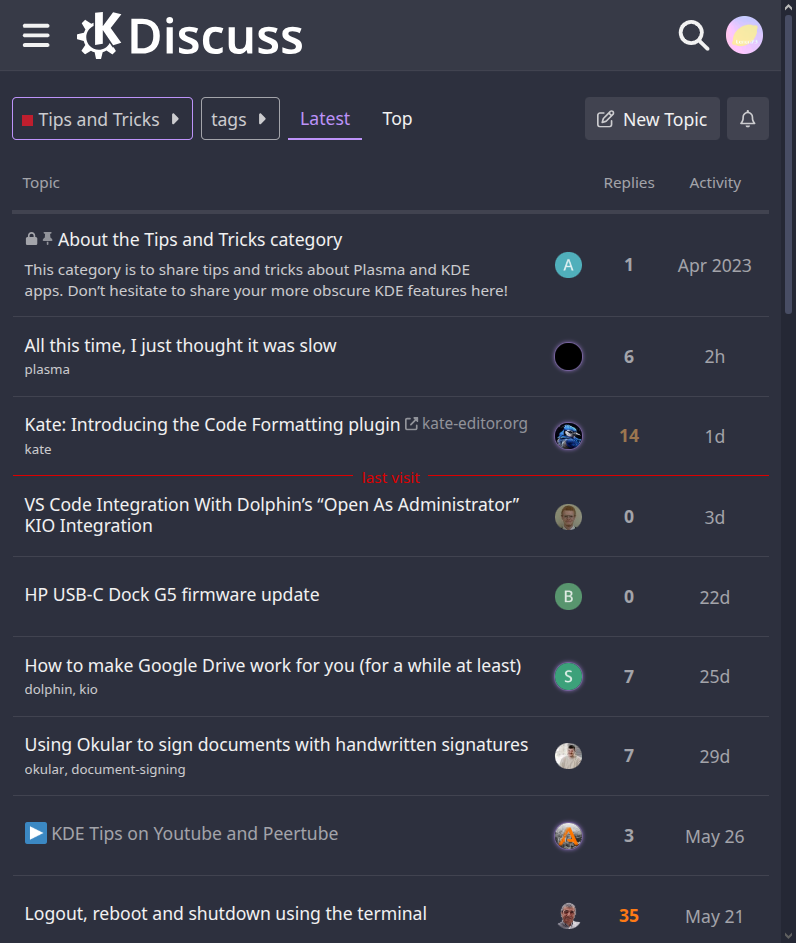 Discuss
Tips and Tricks
tags
Latest
Top
New Topic
Topic
Replies
Activity
About the Tips and Tricks category
This category is to share tips and tricks about Plasma and KDE
apps. Don’t hesitate to share your more obscure KDE features here!
A
1
Apr 2023
All this time, I just thought it was slow
plasma
6
2h
Kate: Introducing the Code Formatting plugin kate-editor.org
kate
14
1d
last visit
VS Code Integration With Dolphin’s “Open As Administrator”
KIO Integration
0
3d
HP USB-C Dock G5 firmware update
B
0
22d
How to make Google Drive work for you (for a while at least)
dolphin, kio
S
7
25d
Using Okular to sign documents with handwritten signatures
okular, document-signing
7
29d
KDE Tips on Youtube and Peertube
3
May 26
Logout, reboot and shutdown using the terminal
35
May 21